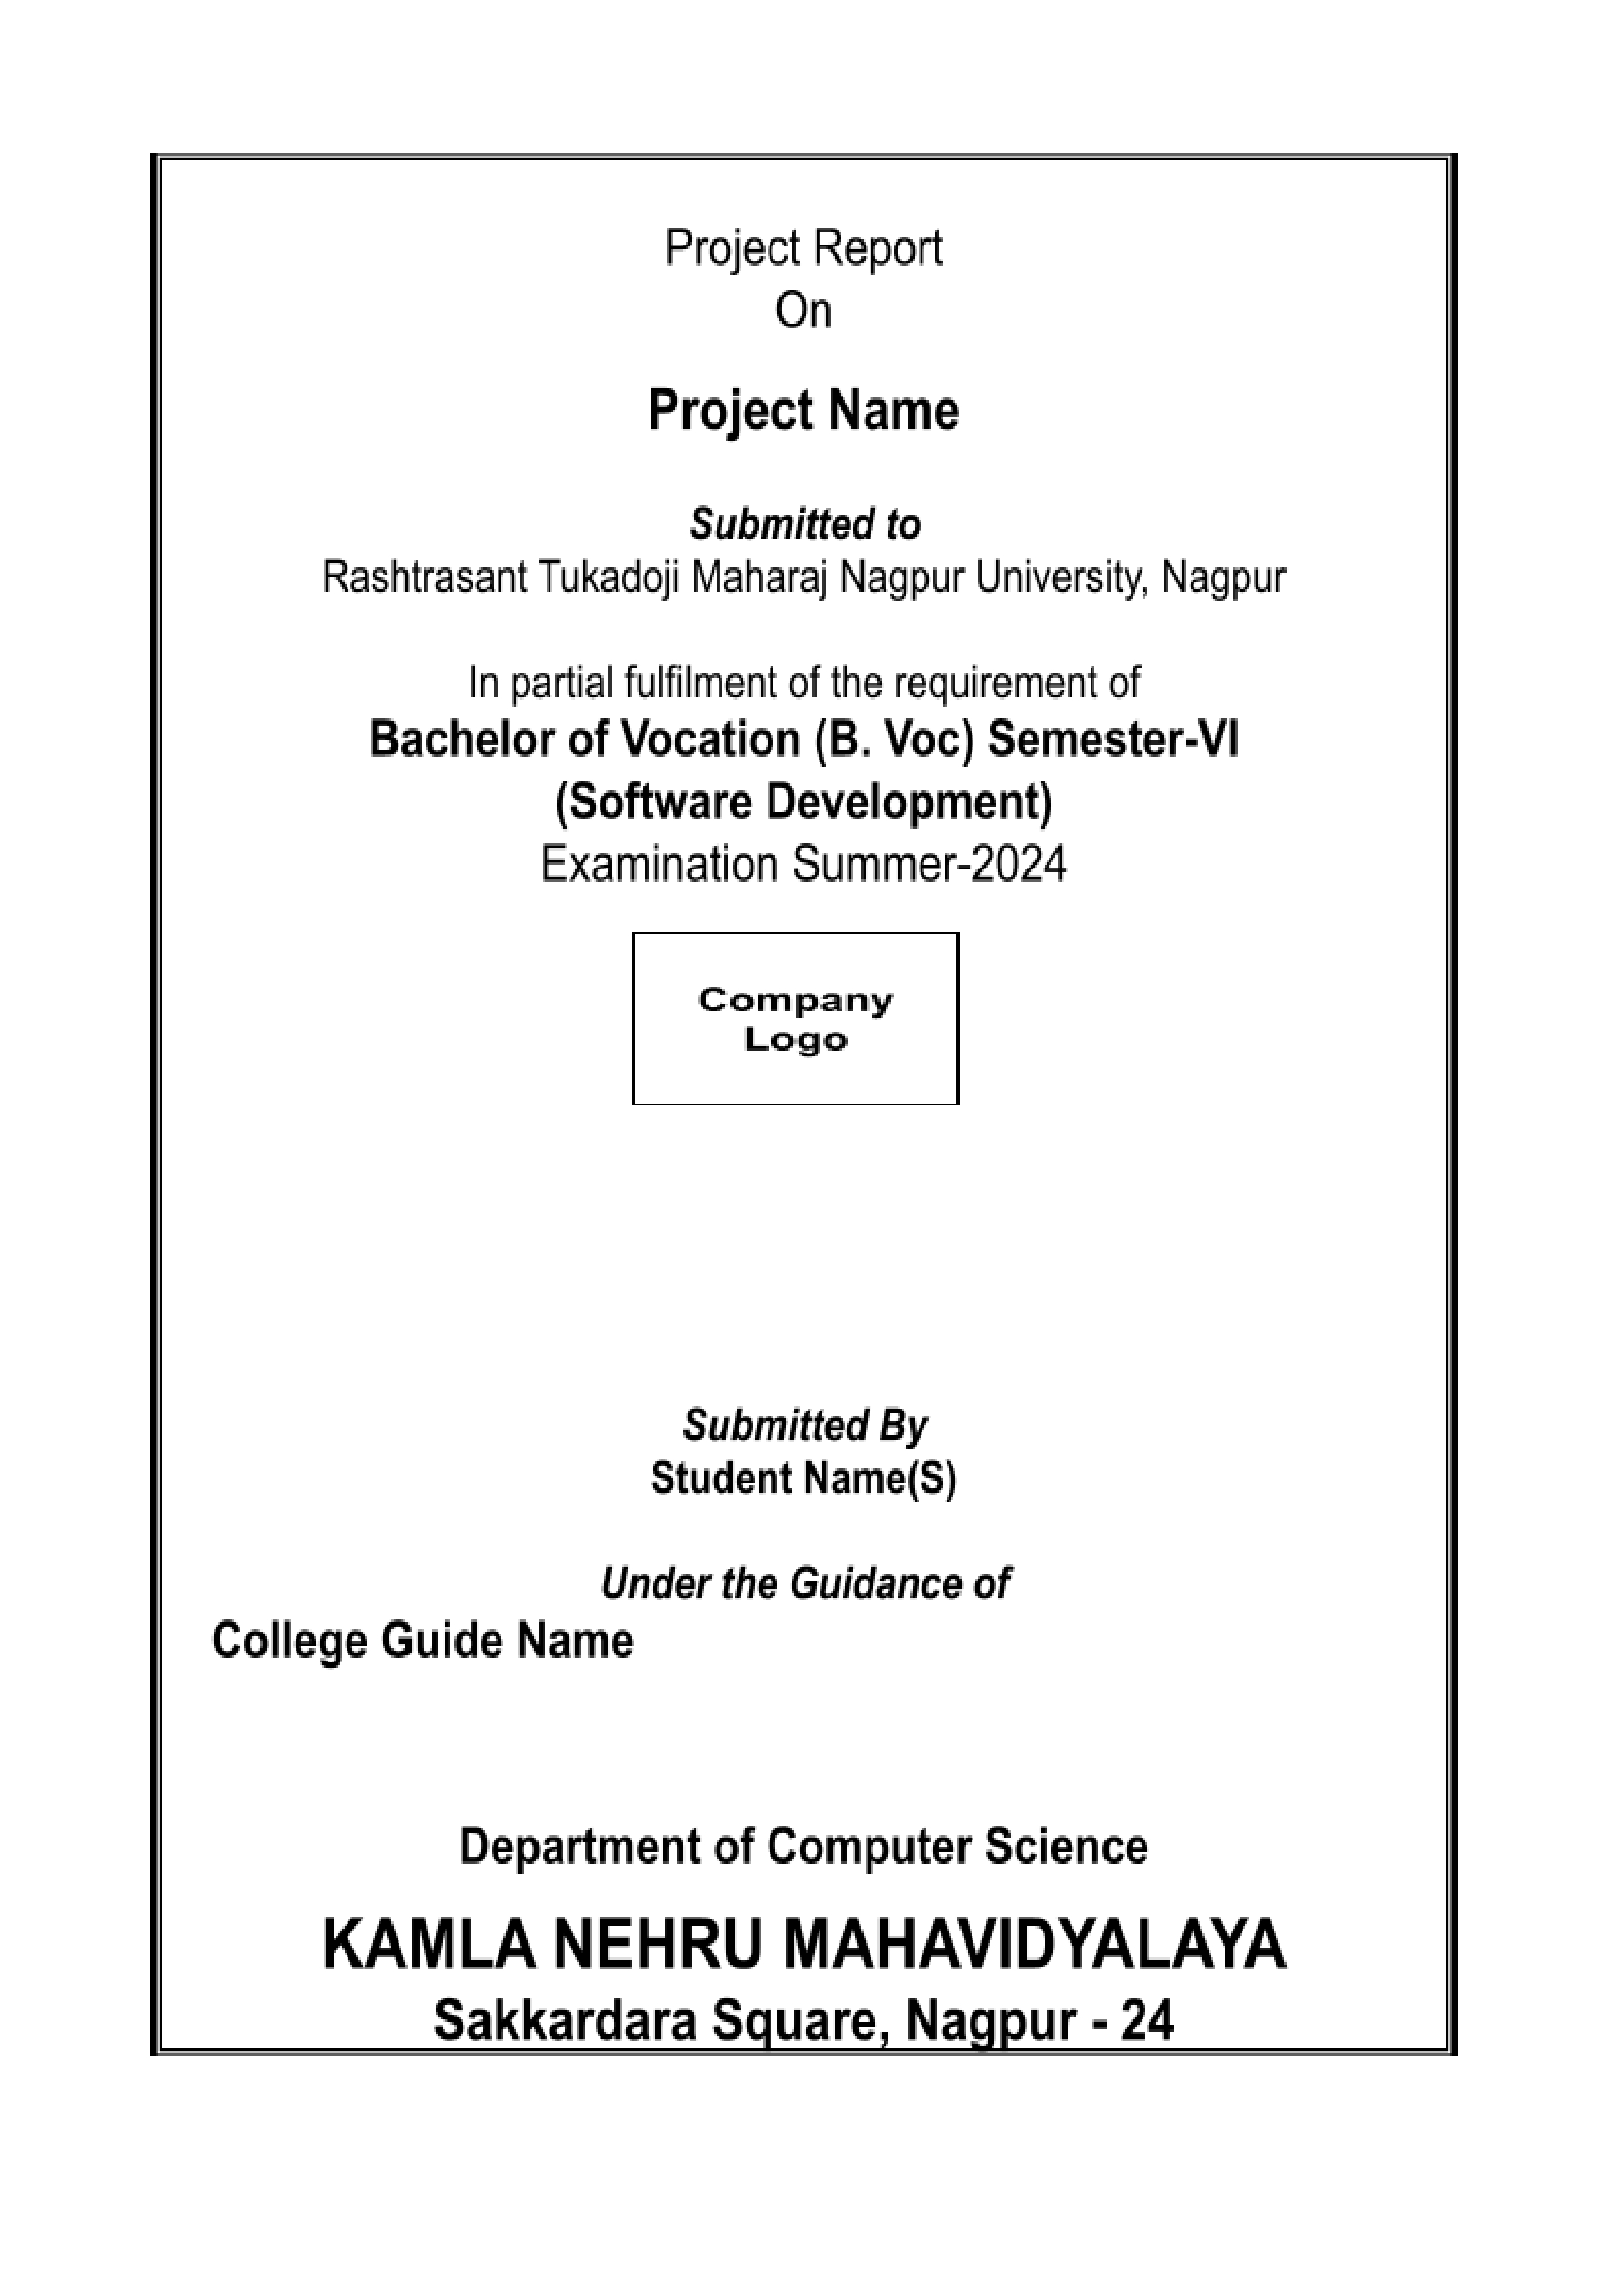 Project Report
On
Project Name
Submitted to
Rashtrasant Tukadoji Maharaj Nagpur University, Nagpur
In partial fulfilment of the requirement of
Bachelor of Vocation (B. Voc) Semester-VI
(Software Development)
Examination Summer-2024
Company
Logo
Submitted By
Student Name(S)
Under the Guidance of
College Guide Name
Department of Computer Science
KAMLA NEHRU MAHAVIDYALAYA
Sakkardara Square, Nagpur - 24